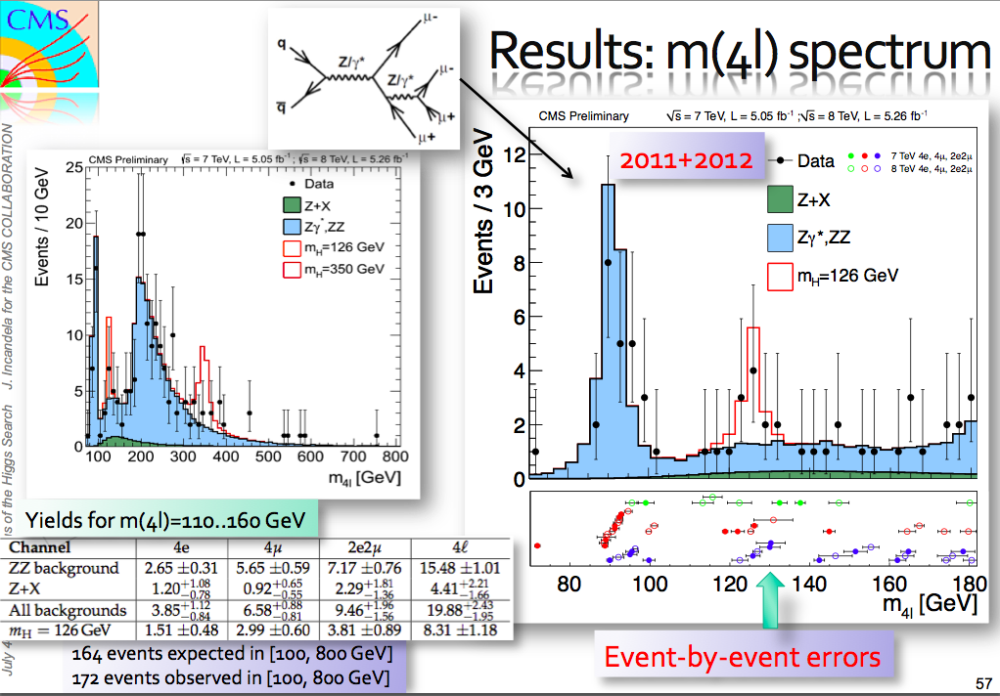 CMS
Results: m(4l) spectrum
q
q̅
Z/γ*
Z/γ*
μ-
μ-
μ+
μ+
J. Incandela for the CMS COLLABORATION
is of the Higgs Search
July 4
CMS Preliminary √s = 7 TeV, L = 5.05 fb⁻¹ ; √s = 8 TeV, L = 5.26 fb⁻¹
Events / 10 GeV
25
20
15
10
5
0
Data
Z+X
Zγ*,ZZ
mH=126 GeV
mH=350 GeV
100 200 300 400 500 600 700 800
m4l [GeV]
CMS Preliminary √s = 7 TeV, L = 5.05 fb⁻¹ ;√s = 8 TeV, L = 5.26 fb⁻¹
Events / 3 GeV
12
10
8
6
4
2
0
2011+2012
Data
7 TeV 4e, 4μ, 2e2μ
8 TeV 4e, 4μ, 2e2μ
Z+X
Zγ*,ZZ
mH=126 GeV
80 100 120 140 160 180
m4l [GeV]
Event-by-event errors
Yields for m(4l)=110..160 GeV
Channel 4e 4μ 2e2μ 4ℓ
ZZ background 2.65 ±0.31 5.65 ±0.59 7.17 ±0.76 15.48 ±1.01
Z+X 1.20 +1.08 −0.78 0.92 +0.65 −0.55 2.29 +1.81 −1.36 4.41 +2.21 −1.66
All backgrounds 3.85 +1.12 −0.84 6.58 +0.88 −0.81 9.46 +1.96 −1.56 19.88 +2.43 −1.95
mH = 126 GeV 1.51 ±0.48 2.99 ±0.60 3.81 ±0.89 8.31 ±1.18
164 events expected in [100, 800 GeV]
172 events observed in [100, 800 GeV]
57